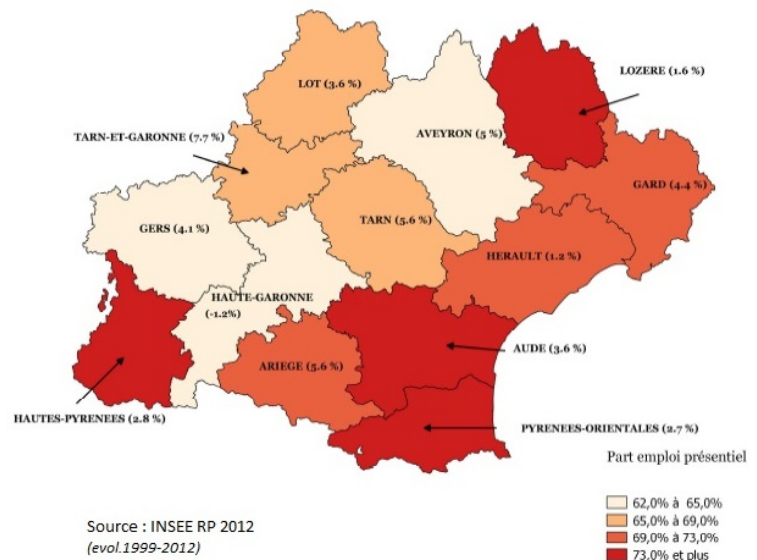 LOT (3.6 %)
LOZERE (1.6 %)
TARN-ET-GARONNE (7.7 %)
AVEYRON (5 %)
GARD (4.4 %)
GERS (4.1 %)
TARN (5.6 %)
HERAULT (1.2 %)
HAUTE-GARONNE
(-1.2%)
AUDE (3.6 %)
ARIEGE (5.6 %)
HAUTES-PYRENEES (2.8 %)
PYRENEES-ORIENTALES (2.7 %)
Part emploi présentiel
62,0% à 65,0%
65,0% à 69,0%
69,0% à 73,0%
73,0% et plus
Source : INSEE RP 2012
(evol.1999-2012)